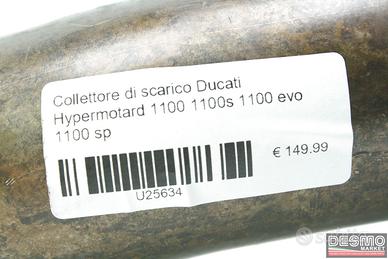 Collettore di scarico Ducati
Hypermotard 1100 1100s 1100 evo
1100 sp
€ 149.99
U25634
DESMO
MARKET